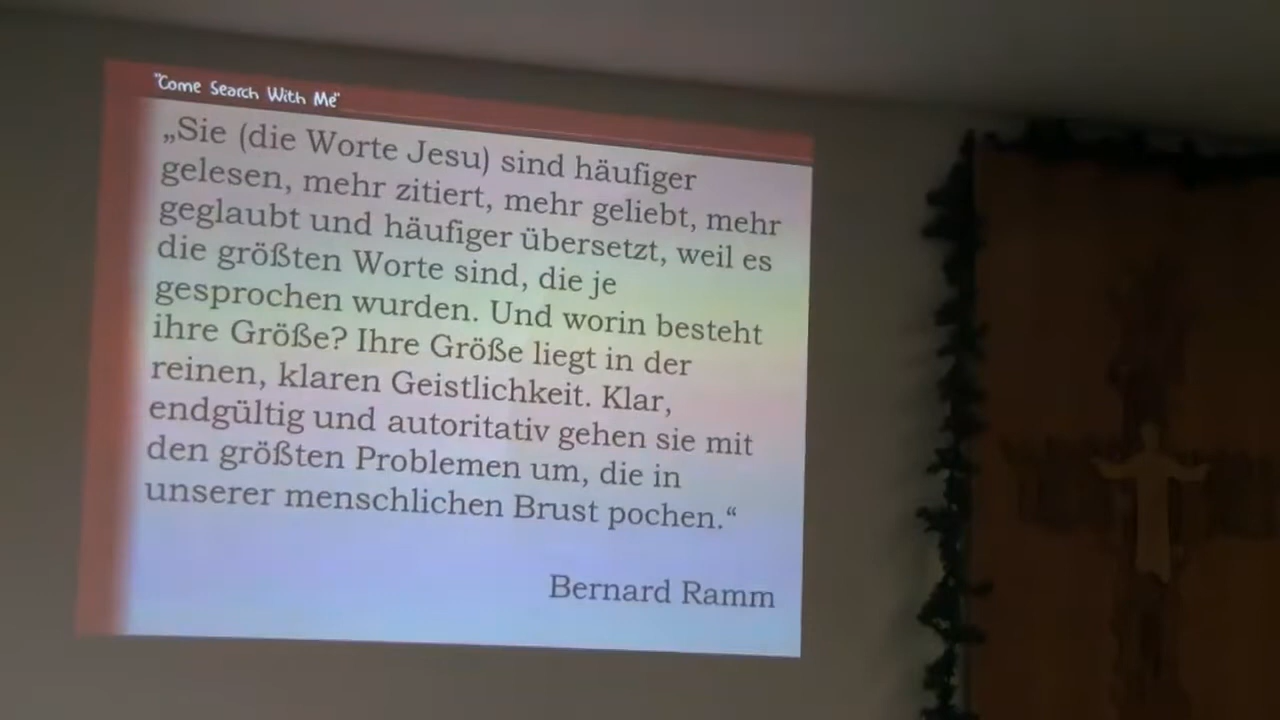 "Come Search With Me"
„Sie (die Worte Jesu) sind häufiger
gelesen, mehr zitiert, mehr geliebt, mehr
geglaubt und häufiger übersetzt, weil es
die größten Worte sind, die je
gesprochen wurden. Und worin besteht
ihre Größe? Ihre Größe liegt in der
reinen, klaren Geistlichkeit. Klar,
endgültig und autoritativ gehen sie mit
den größten Problemen um, die in
unserer menschlichen Brust pochen.“
Bernard Ramm